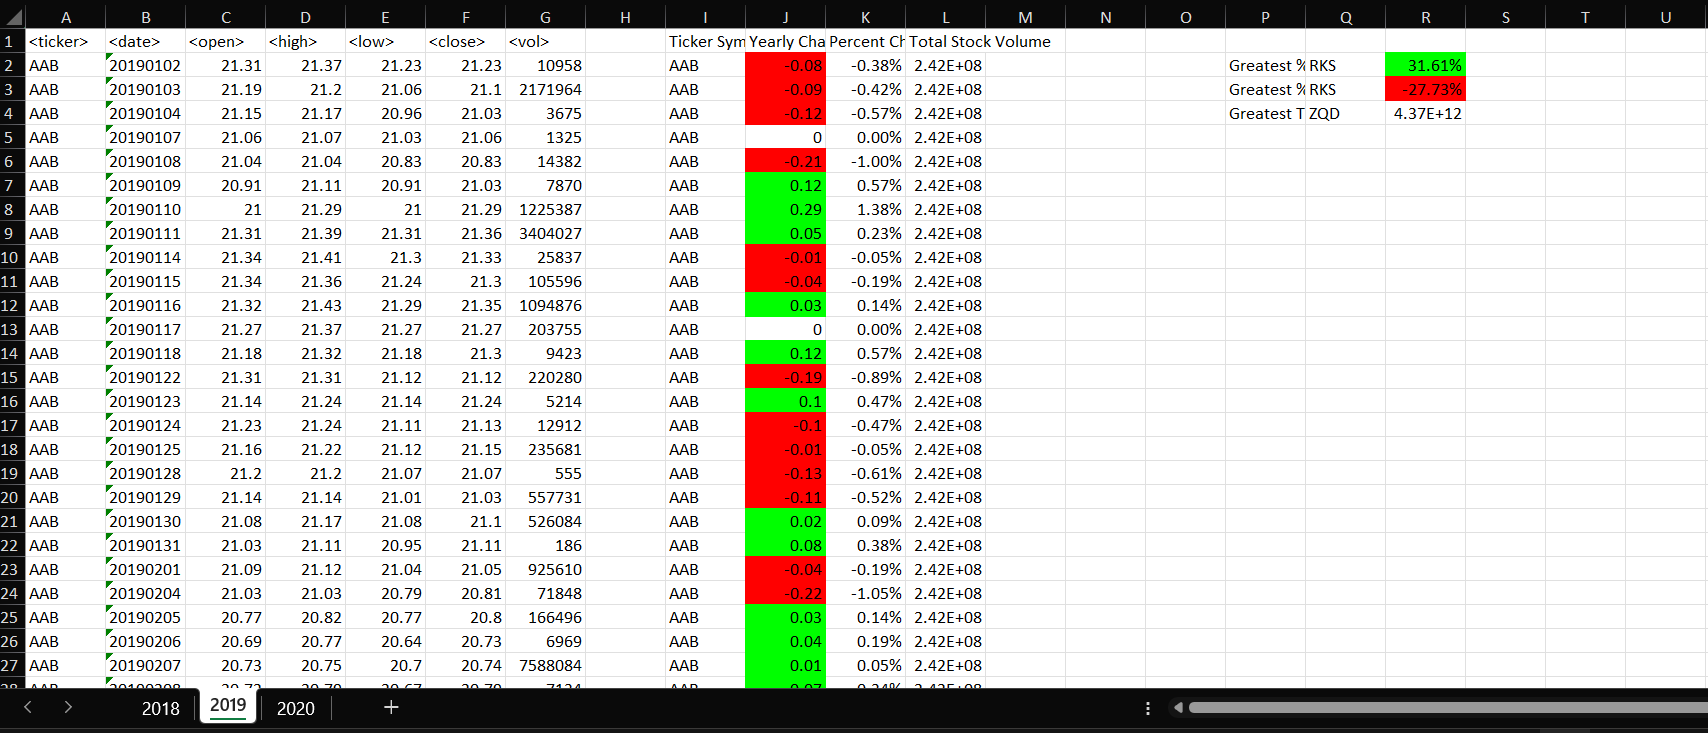 A B C D E F G H I J K L M N O P Q R S T U
1 <ticker> <date> <open> <high> <low> <close> <vol> Ticker Sym Yearly Cha Percent Ch Total Stock Volume
2 AAB 20190102 21.31 21.37 21.23 21.23 10958 AAB -0.08 -0.38% 2.42E+08 Greatest % RKS 31.61%
3 AAB 20190103 21.19 21.2 21.06 21.1 2171964 AAB -0.09 -0.42% 2.42E+08 Greatest % RKS -27.73%
4 AAB 20190104 21.15 21.17 20.96 21.03 3675 AAB -0.12 -0.57% 2.42E+08 Greatest T ZQD 4.37E+12
5 AAB 20190107 21.06 21.07 21.03 21.06 1325 AAB 0 0.00% 2.42E+08
6 AAB 20190108 21.04 21.04 20.83 20.83 14382 AAB -0.21 -1.00% 2.42E+08
7 AAB 20190109 20.91 21.11 20.91 21.03 7870 AAB 0.12 0.57% 2.42E+08
8 AAB 20190110 21 21.29 21 21.29 1225387 AAB 0.29 1.38% 2.42E+08
9 AAB 20190111 21.31 21.39 21.31 21.36 3404027 AAB 0.05 0.23% 2.42E+08
10 AAB 20190114 21.34 21.41 21.3 21.33 25837 AAB -0.01 -0.05% 2.42E+08
11 AAB 20190115 21.34 21.36 21.24 21.3 105596 AAB -0.04 -0.19% 2.42E+08
12 AAB 20190116 21.32 21.43 21.29 21.35 1094876 AAB 0.03 0.14% 2.42E+08
13 AAB 20190117 21.27 21.37 21.27 21.27 203755 AAB 0 0.00% 2.42E+08
14 AAB 20190118 21.18 21.32 21.18 21.3 9423 AAB 0.12 0.57% 2.42E+08
15 AAB 20190122 21.31 21.31 21.12 21.12 220280 AAB -0.19 -0.89% 2.42E+08
16 AAB 20190123 21.14 21.24 21.14 21.24 5214 AAB 0.1 0.47% 2.42E+08
17 AAB 20190124 21.23 21.24 21.11 21.13 12912 AAB -0.1 -0.47% 2.42E+08
18 AAB 20190125 21.16 21.22 21.12 21.15 235681 AAB -0.01 -0.05% 2.42E+08
19 AAB 20190128 21.2 21.2 21.07 21.07 555 AAB -0.13 -0.61% 2.42E+08
20 AAB 20190129 21.14 21.14 21.01 21.03 557731 AAB -0.11 -0.52% 2.42E+08
21 AAB 20190130 21.08 21.17 21.08 21.1 526084 AAB 0.02 0.09% 2.42E+08
22 AAB 20190131 21.03 21.11 20.95 21.11 186 AAB 0.08 0.38% 2.42E+08
23 AAB 20190201 21.09 21.12 21.04 21.05 925610 AAB -0.04 -0.19% 2.42E+08
24 AAB 20190204 21.03 21.03 20.79 20.81 71848 AAB -0.22 -1.05% 2.42E+08
25 AAB 20190205 20.77 20.82 20.77 20.8 166496 AAB 0.03 0.14% 2.42E+08
26 AAB 20190206 20.69 20.77 20.64 20.73 6969 AAB 0.04 0.19% 2.42E+08
27 AAB 20190207 20.73 20.75 20.7 20.74 7588084 AAB 0.01 0.05% 2.42E+08
2018 2019 2020